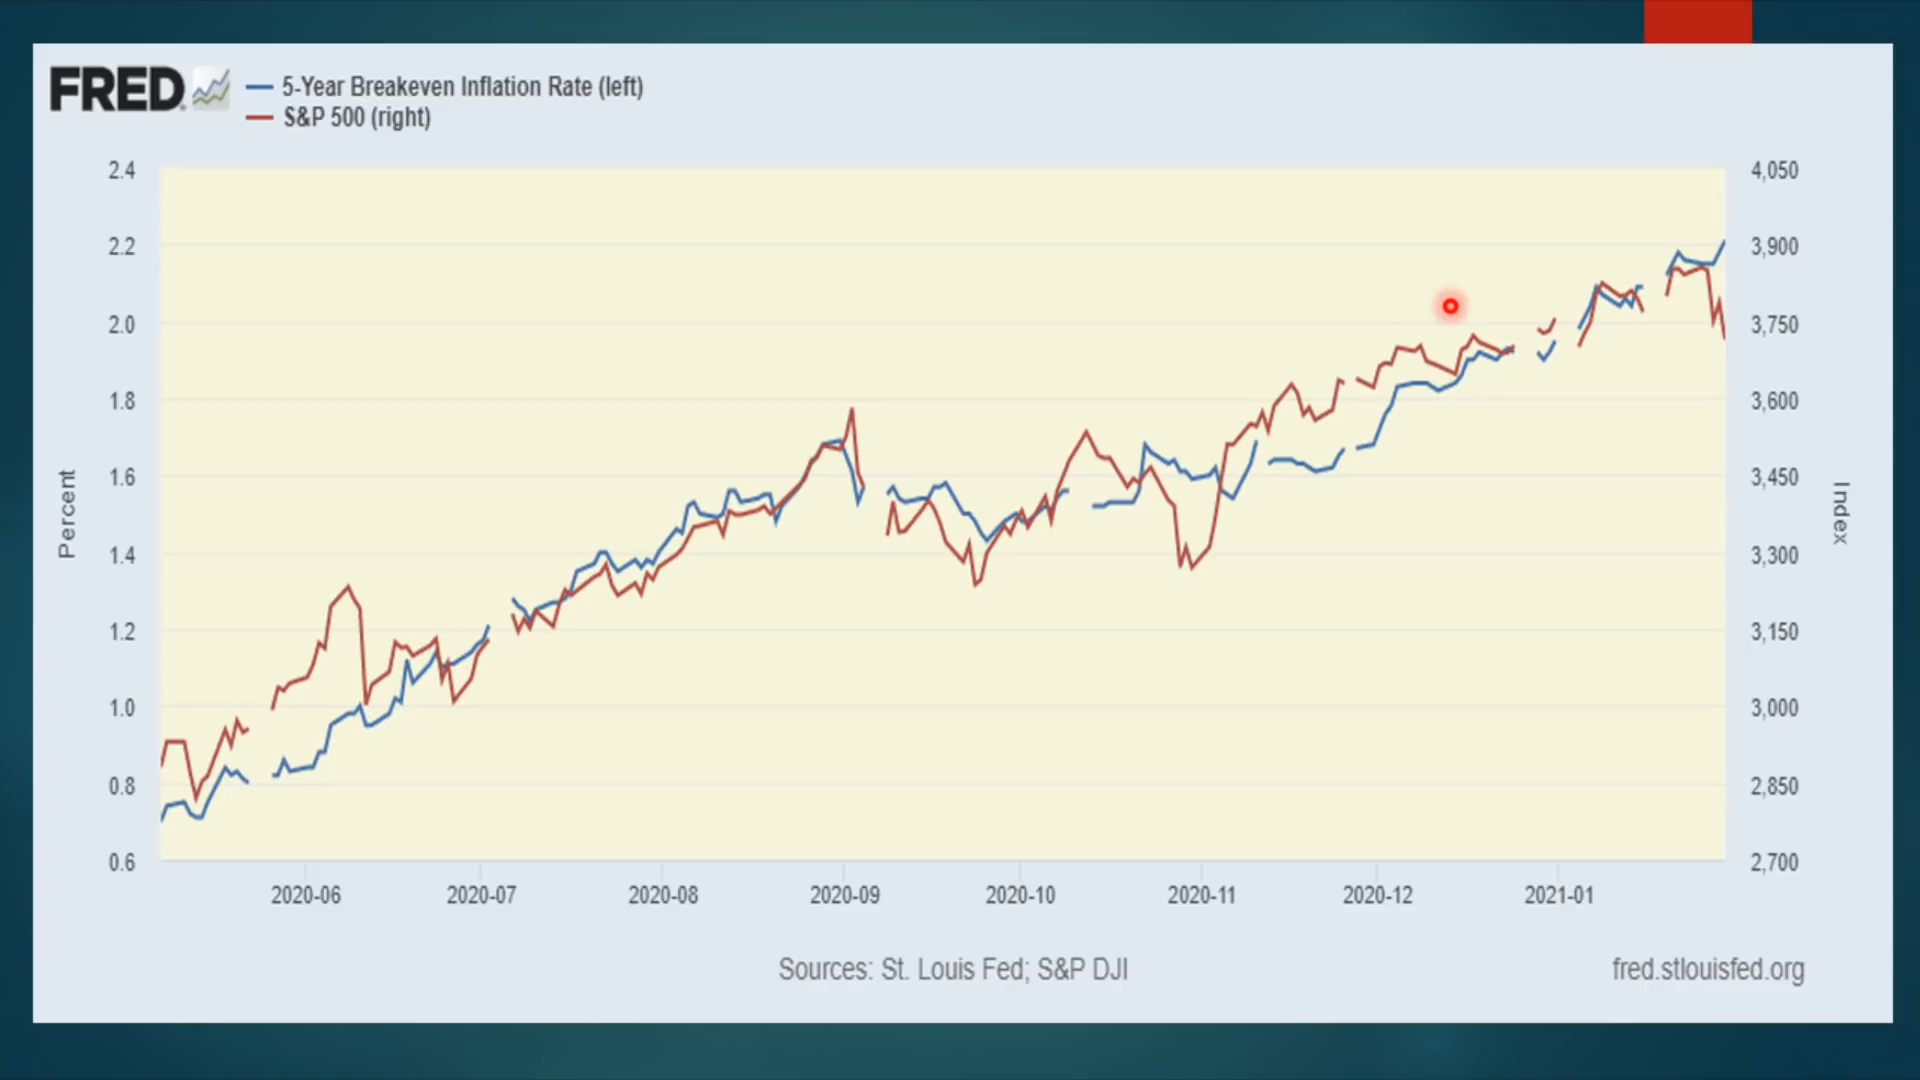 FRED
5-Year Breakeven Inflation Rate (left)
S&P 500 (right)
2.4
2.2
2.0
1.8
1.6
1.4
1.2
1.0
0.8
0.6
Percent
4,050
3,900
3,750
3,600
3,450
3,300
3,150
3,000
2,850
2,700
Index
2020-06 2020-07 2020-08 2020-09 2020-10 2020-11 2020-12 2021-01
Sources: St. Louis Fed; S&P DJI
fred.stlouisfed.org